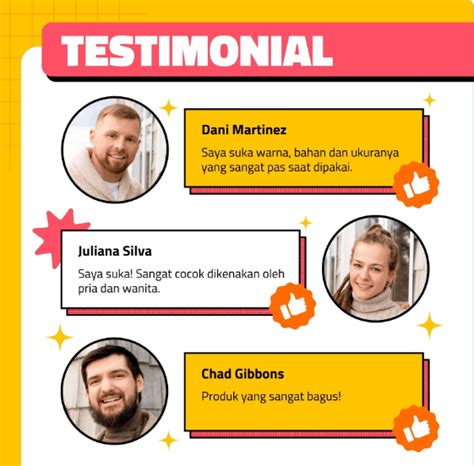 TESTIMONIAL
Dani Martinez
Saya suka warna, bahan dan ukuranya
yang sangat pas saat dipakai.
Juliana Silva
Saya suka! Sangat cocok dikenakan oleh
pria dan wanita.
Chad Gibbons
Produk yang sangat bagus!